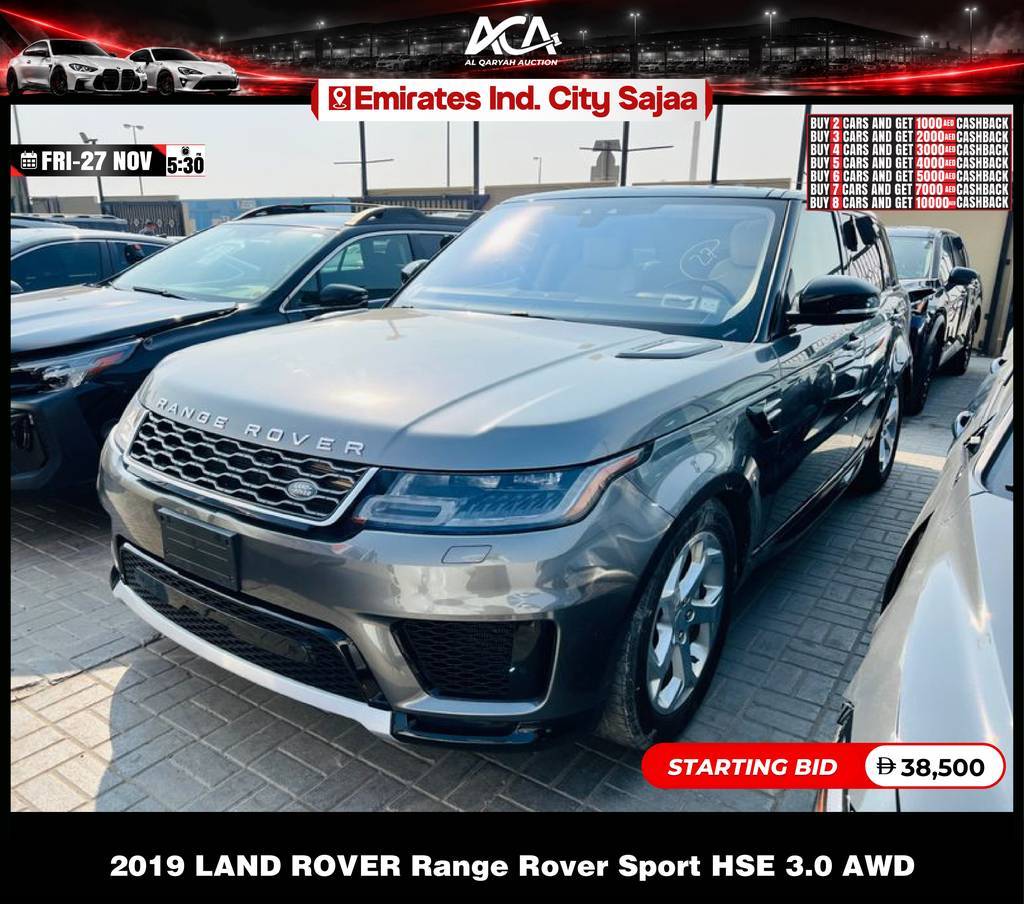 ACA
AL QARYAH AUCTION
Emirates Ind. City Sajaa
FRI-27 NOV 5:30
BUY 2 CARS AND GET 1000 AED CASHBACK
BUY 3 CARS AND GET 2000 AED CASHBACK
BUY 4 CARS AND GET 3000 AED CASHBACK
BUY 5 CARS AND GET 4000 AED CASHBACK
BUY 6 CARS AND GET 5000 AED CASHBACK
BUY 7 CARS AND GET 7000 AED CASHBACK
BUY 8 CARS AND GET 10000 AED CASHBACK
RANGE ROVER
STARTING BID 38,500
2019 LAND ROVER Range Rover Sport HSE 3.0 AWD